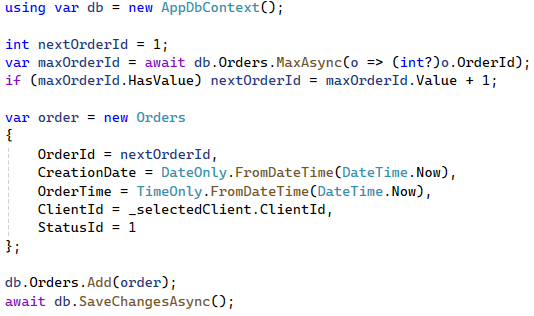 using var db = new AppDbContext();

int nextOrderId = 1;
var maxOrderId = await db.Orders.MaxAsync(o => (int?)o.OrderId);
if (maxOrderId.HasValue) nextOrderId = maxOrderId.Value + 1;

var order = new Orders
{
    OrderId = nextOrderId,
    CreationDate = DateOnly.FromDateTime(DateTime.Now),
    OrderTime = TimeOnly.FromDateTime(DateTime.Now),
    ClientId = _selectedClient.ClientId,
    StatusId = 1
};

db.Orders.Add(order);
await db.SaveChangesAsync();